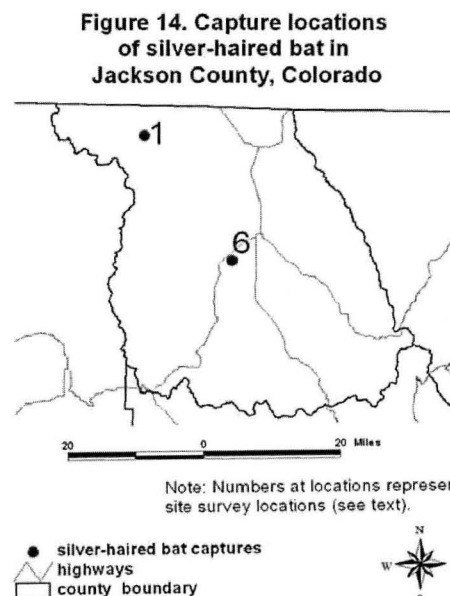 Figure 14. Capture locations
of silver-haired bat in
Jackson County, Colorado
1
6
20 0 20 Miles
Note: Numbers at locations represen
site survey locations (see text).
silver-haired bat captures
highways
county boundary
N
W